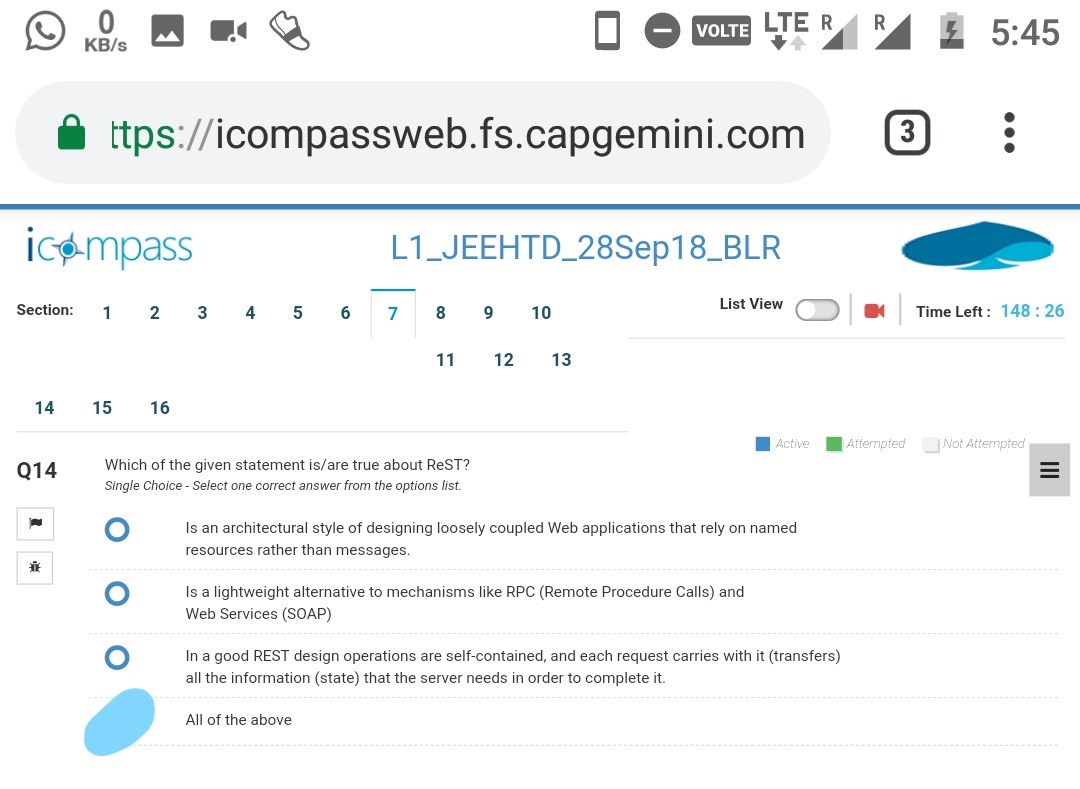 0
KB/s
VOLTE
LTE
R
R
5:45
ttps://icompassweb.fs.capgemini.com
3
icompass
L1_JEEHTD_28Sep18_BLR
Section: 1 2 3 4 5 6 7 8 9 10
List View
Time Left : 148 : 26
11 12 13
14 15 16
Active Attempted Not Attempted
Q14
Which of the given statement is/are true about ReST?
Single Choice - Select one correct answer from the options list.
Is an architectural style of designing loosely coupled Web applications that rely on named
resources rather than messages.
Is a lightweight alternative to mechanisms like RPC (Remote Procedure Calls) and
Web Services (SOAP)
In a good REST design operations are self-contained, and each request carries with it (transfers)
all the information (state) that the server needs in order to complete it.
All of the above